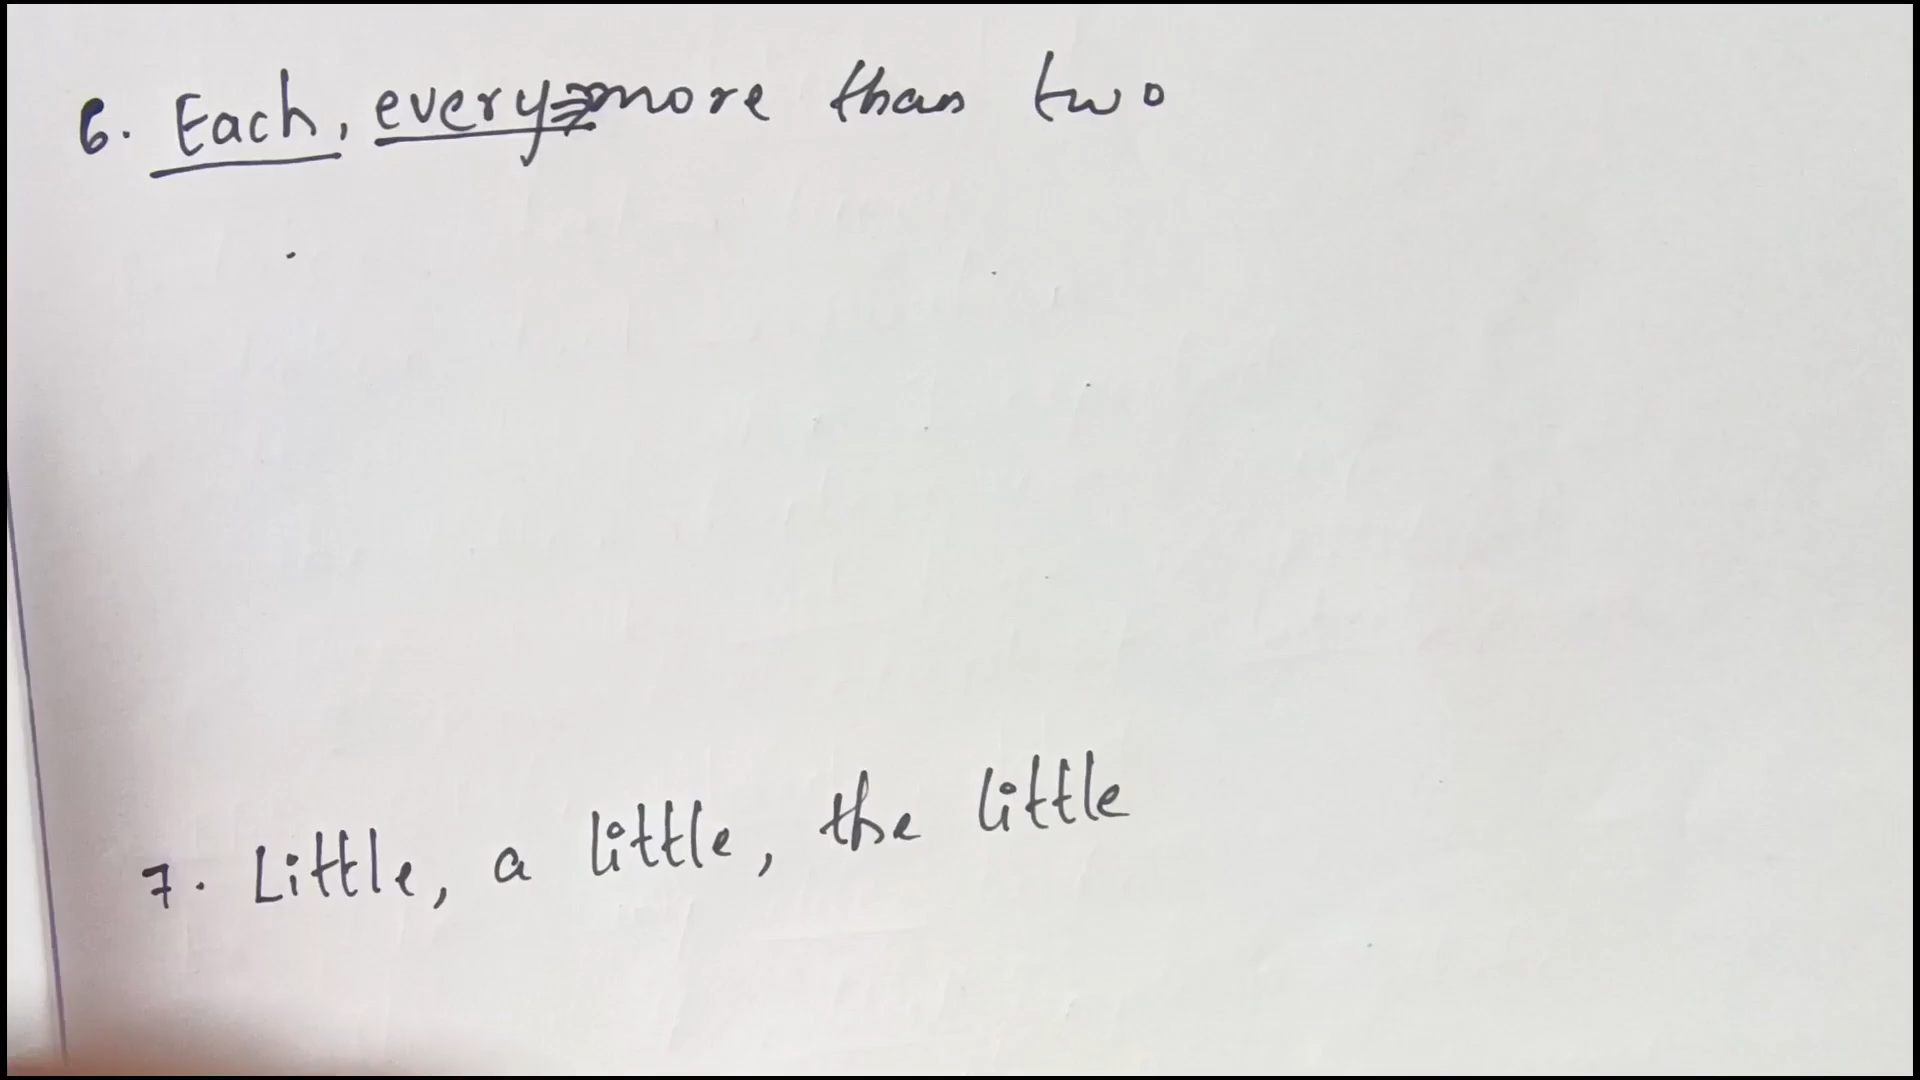 6. Each, every⇒more than two
7. Little, a little, the little